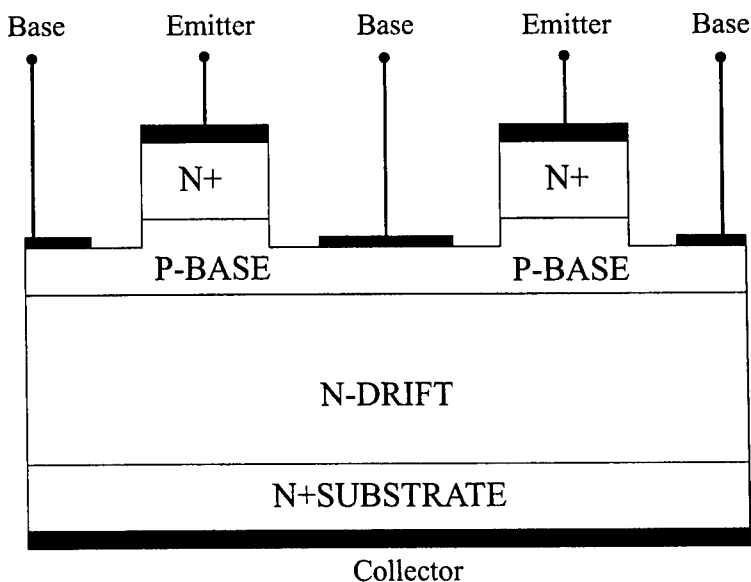 Base Emitter Base Emitter Base
N+ N+
P-BASE P-BASE
N-DRIFT
N+SUBSTRATE
Collector